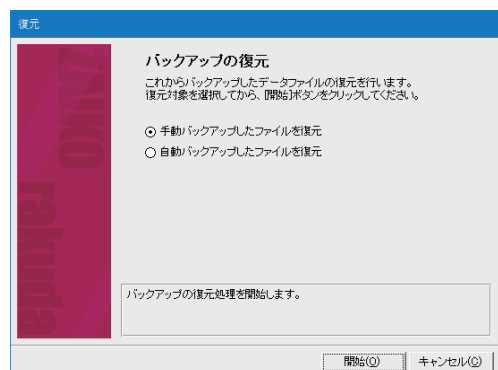 復元
ZAIKO rakuda
バックアップの復元
これからバックアップしたデータファイルの復元を行います。
復元対象を選択してから、[開始]ボタンをクリックしてください。
手動バックアップしたファイルを復元
自動バックアップしたファイルを復元
バックアップの復元処理を開始します。
開始(O)
キャンセル(C)